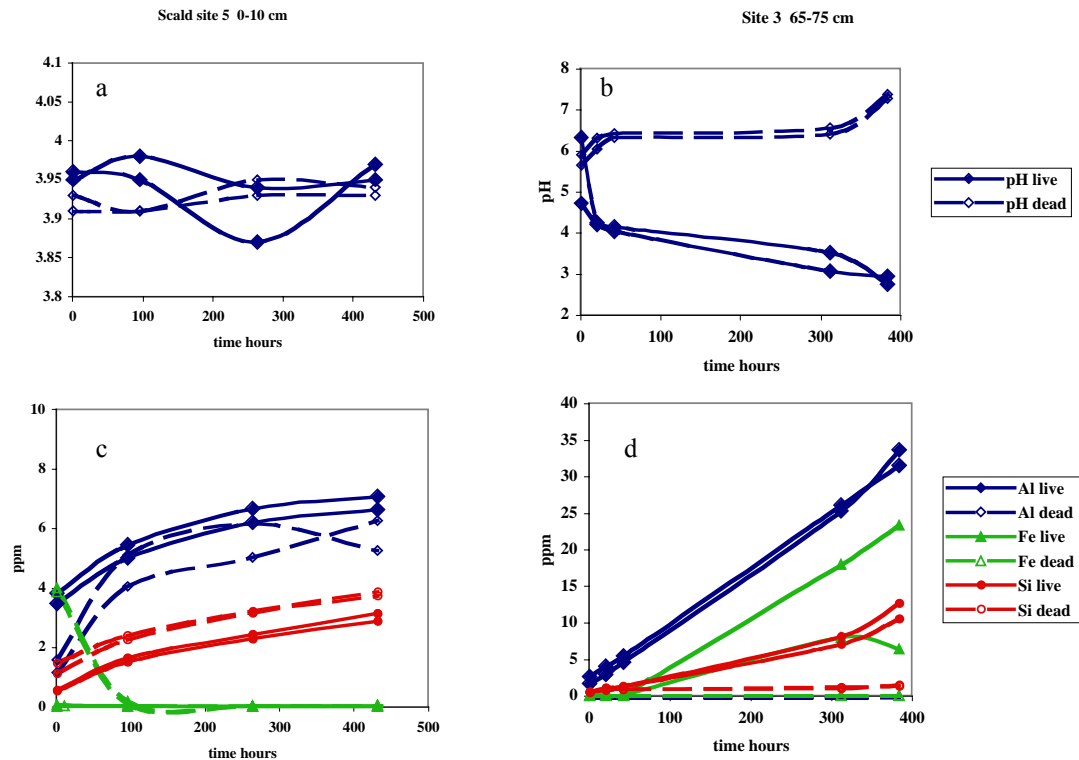 Scald site 5 0-10 cm
Site 3 65-75 cm
a
4.1
4.05
4
3.95
3.9
3.85
3.8
0 100 200 300 400 500
time hours
b
8
7
6
5
4
3
2
pH
0 100 200 300 400
time hours
pH live
pH dead
c
10
8
6
4
2
0
ppm
0 100 200 300 400 500
time hours
d
40
35
30
25
20
15
10
5
0
ppm
0 100 200 300 400
time hours
Al live
Al dead
Fe live
Fe dead
Si live
Si dead